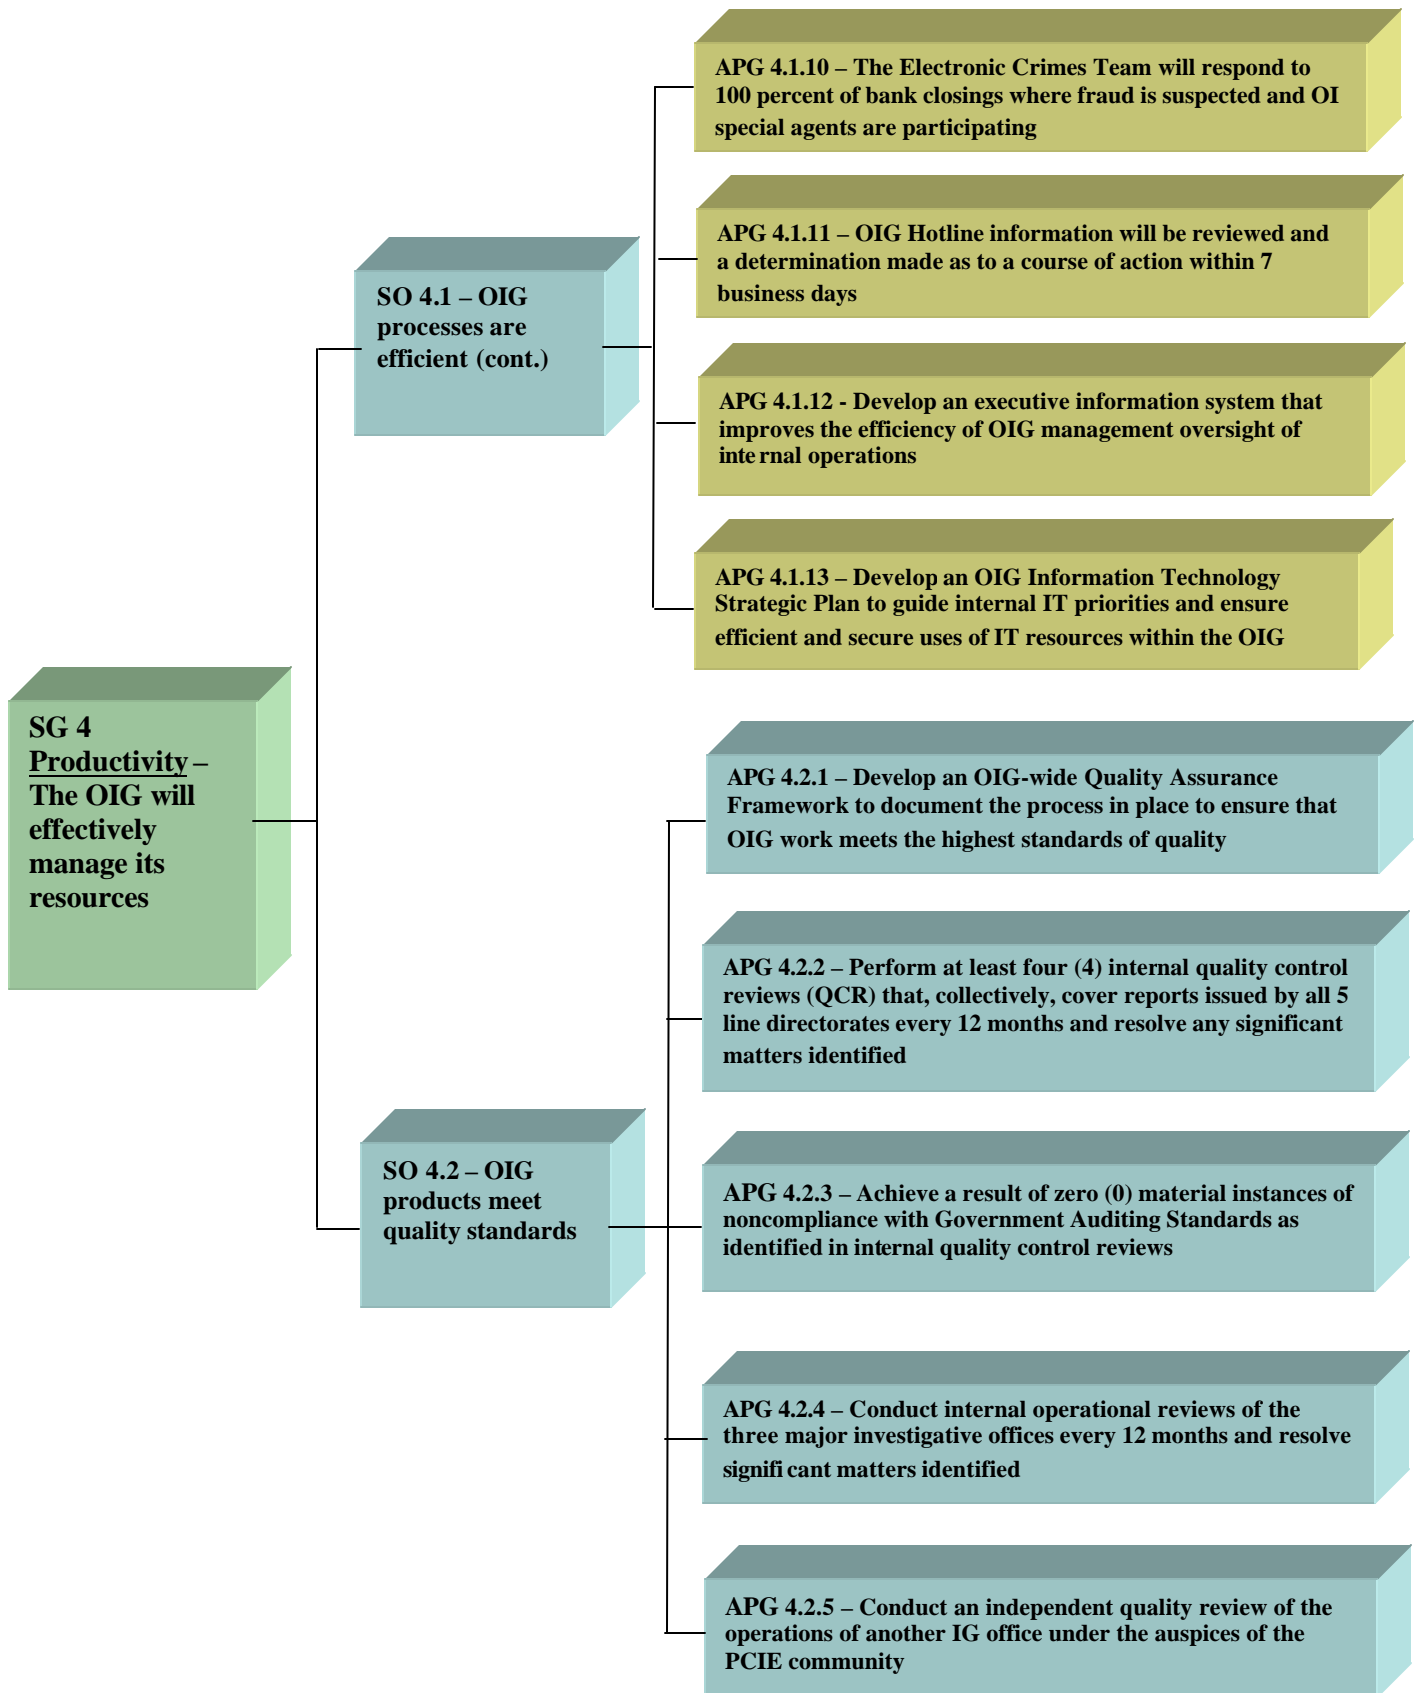 APG 4.1.10 – The Electronic Crimes Team will respond to
100 percent of bank closings where fraud is suspected and OI
special agents are participating
APG 4.1.11 – OIG Hotline information will be reviewed and
a determination made as to a course of action within 7
business days
SO 4.1 – OIG
processes are
efficient (cont.)
APG 4.1.12 - Develop an executive information system that
improves the efficiency of OIG management oversight of
internal operations
APG 4.1.13 – Develop an OIG Information Technology
Strategic Plan to guide internal IT priorities and ensure
efficient and secure uses of IT resources within the OIG
SG 4
Productivity –
The OIG will
effectively
manage its
resources
APG 4.2.1 – Develop an OIG-wide Quality Assurance
Framework to document the process in place to ensure that
OIG work meets the highest standards of quality
APG 4.2.2 – Perform at least four (4) internal quality control
reviews (QCR) that, collectively, cover reports issued by all 5
line directorates every 12 months and resolve any significant
matters identified
SO 4.2 – OIG
products meet
quality standards
APG 4.2.3 – Achieve a result of zero (0) material instances of
noncompliance with Government Auditing Standards as
identified in internal quality control reviews
APG 4.2.4 – Conduct internal operational reviews of the
three major investigative offices every 12 months and resolve
significant matters identified
APG 4.2.5 – Conduct an independent quality review of the
operations of another IG office under the auspices of the
PCIE community